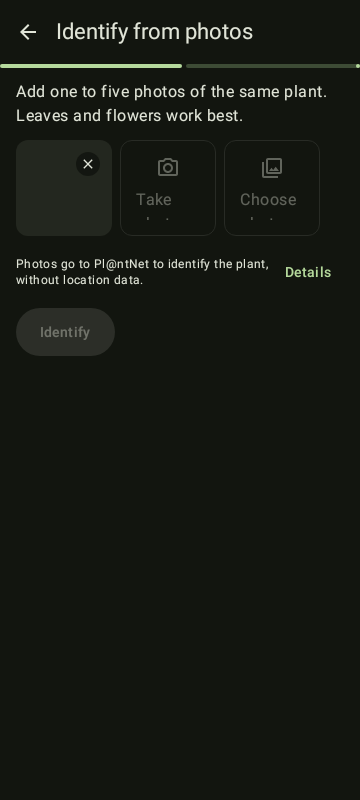 Identify from photos
Add one to five photos of the same plant.
Leaves and flowers work best.
Take
Choose
Photos go to Pl@ntNet to identify the plant,
without location data.
Details
Identify